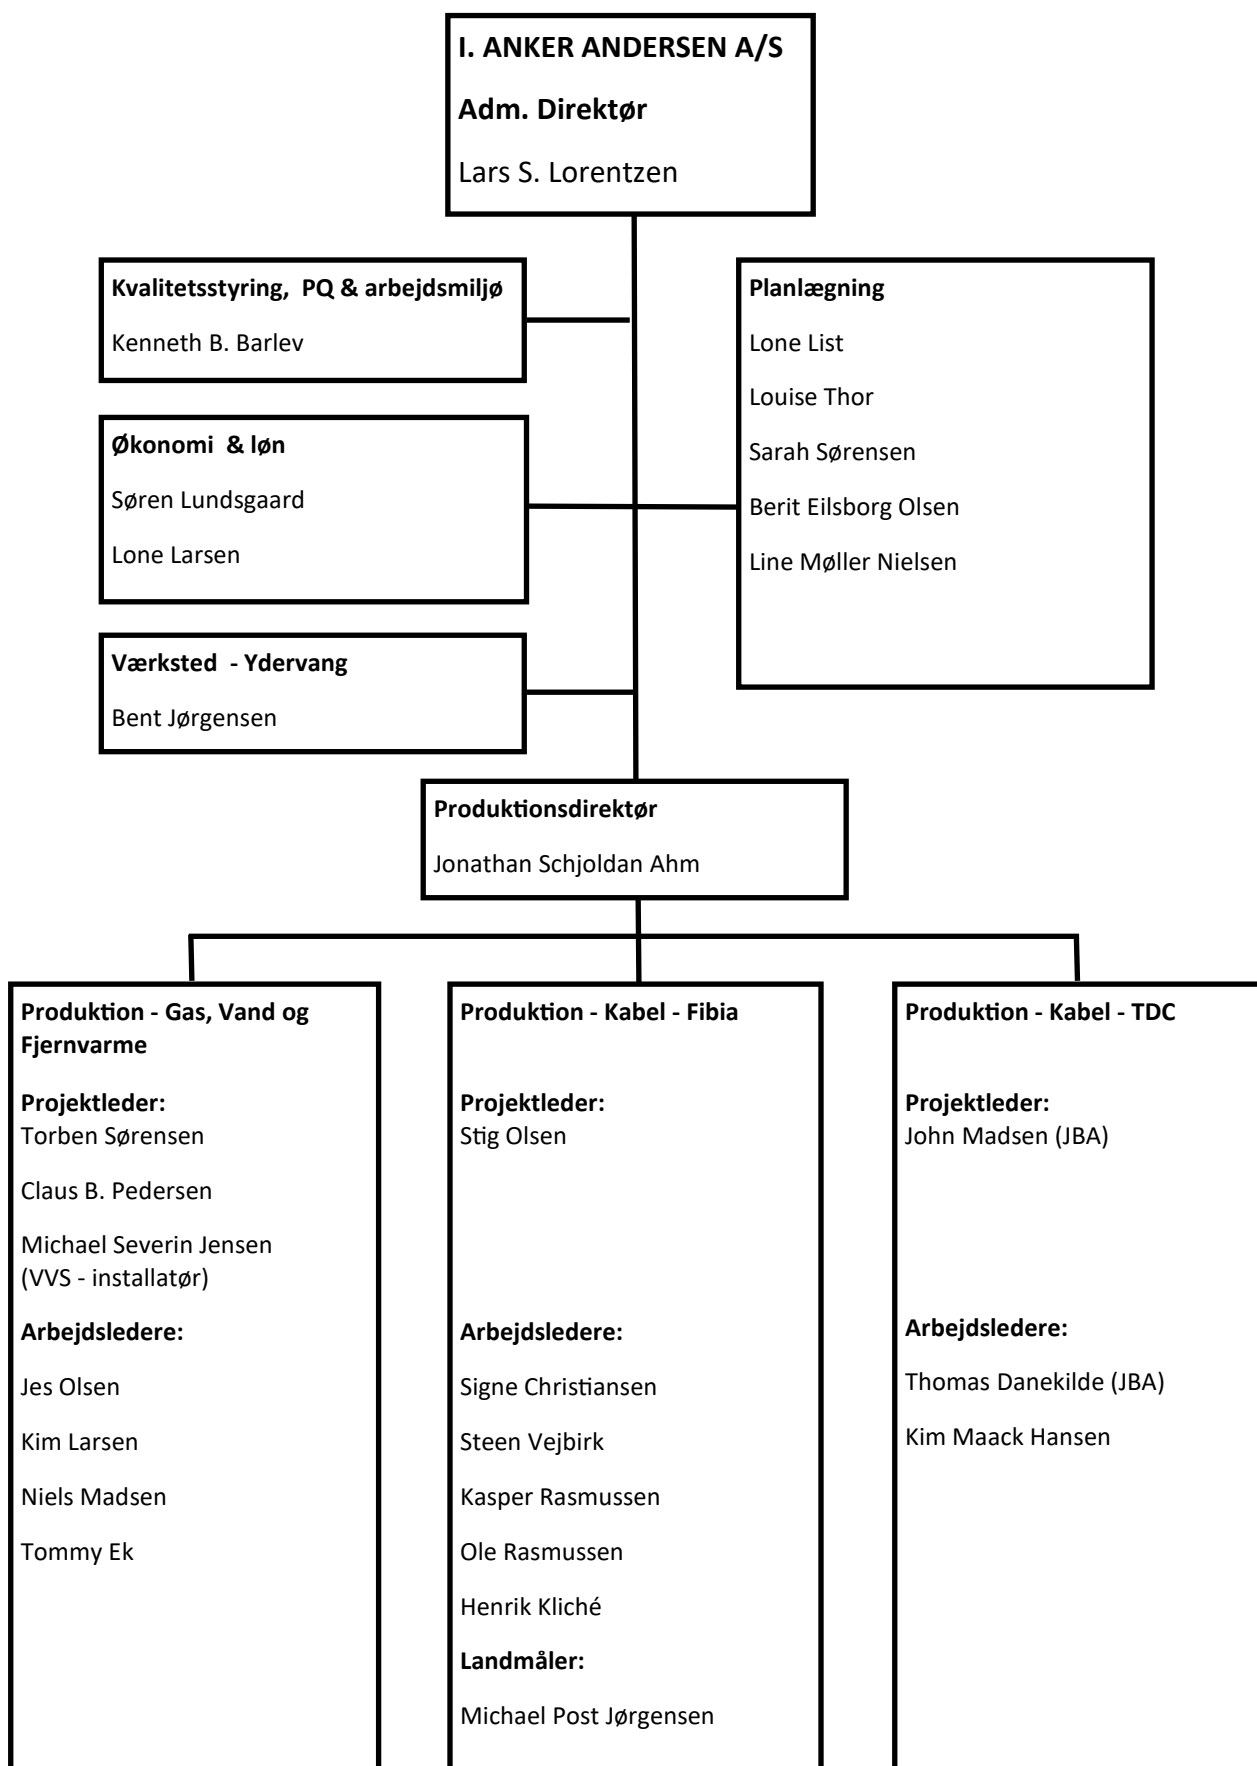 I. ANKER ANDERSEN A/S
Adm. Direktør
Lars S. Lorentzen
Kvalitetsstyring, PQ & arbejdsmiljø
Kenneth B. Barlev
Økonomi & løn
Søren Lundsgaard
Lone Larsen
Værksted - Ydervang
Bent Jørgensen
Planlægning
Lone List
Louise Thor
Sarah Sørensen
Berit Eilsborg Olsen
Line Møller Nielsen
Produktionsdirektør
Jonathan Schjoldan Ahm
Produktion - Gas, Vand og
Fjernvarme
Projektleder:
Torben Sørensen
Claus B. Pedersen
Michael Severin Jensen
(VVS - installatør)
Arbejdsledere:
Jes Olsen
Kim Larsen
Niels Madsen
Tommy Ek
Produktion - Kabel - Fibia
Projektleder:
Stig Olsen
Arbejdsledere:
Signe Christiansen
Steen Vejbirk
Kasper Rasmussen
Ole Rasmussen
Henrik Kliché
Landmåler:
Michael Post Jørgensen
Produktion - Kabel - TDC
Projektleder:
John Madsen (JBA)
Arbejdsledere:
Thomas Danekilde (JBA)
Kim Maack Hansen